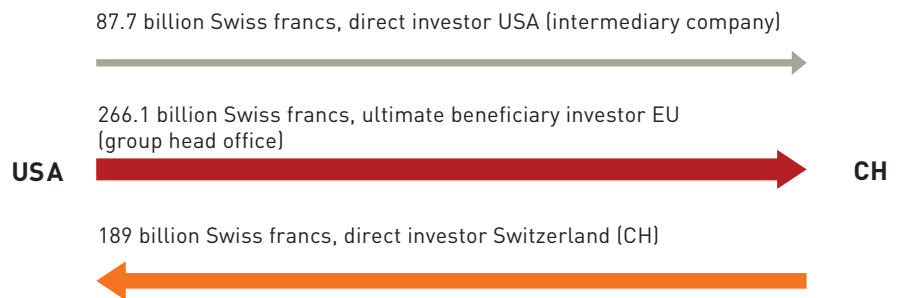 87.7 billion Swiss francs, direct investor USA (intermediary company)
266.1 billion Swiss francs, ultimate beneficiary investor EU
(group head office)
USA
CH
189 billion Swiss francs, direct investor Switzerland (CH)